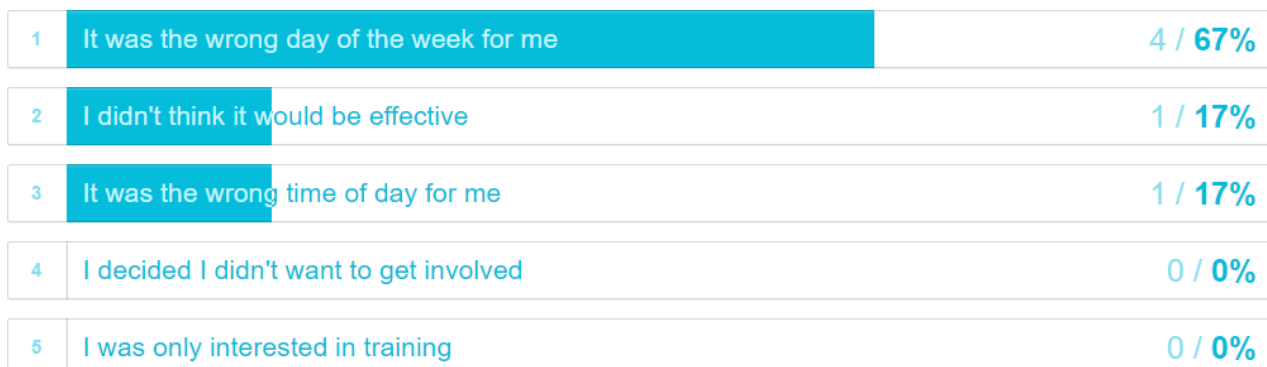 1 It was the wrong day of the week for me 4 / 67%
2 I didn't think it would be effective 1 / 17%
3 It was the wrong time of day for me 1 / 17%
4 I decided I didn't want to get involved 0 / 0%
5 I was only interested in training 0 / 0%